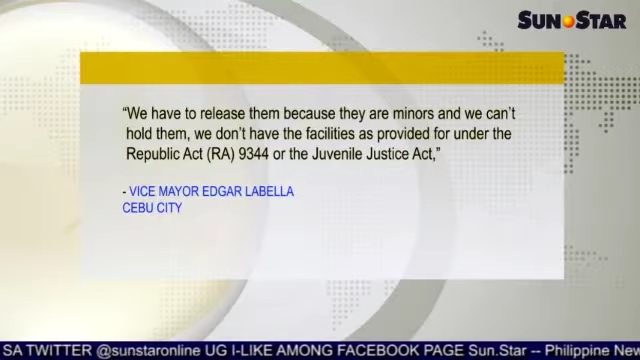 SUN STAR
“We have to release them because they are minors and we can't
hold them, we don't have the facilities as provided for under the
Republic Act (RA) 9344 or the Juvenile Justice Act,”
- VICE MAYOR EDGAR LABELLA
CEBU CITY
SA TWITTER @sunstaronline UG I-LIKE AMONG FACEBOOK PAGE Sun.Star -- Philippine New